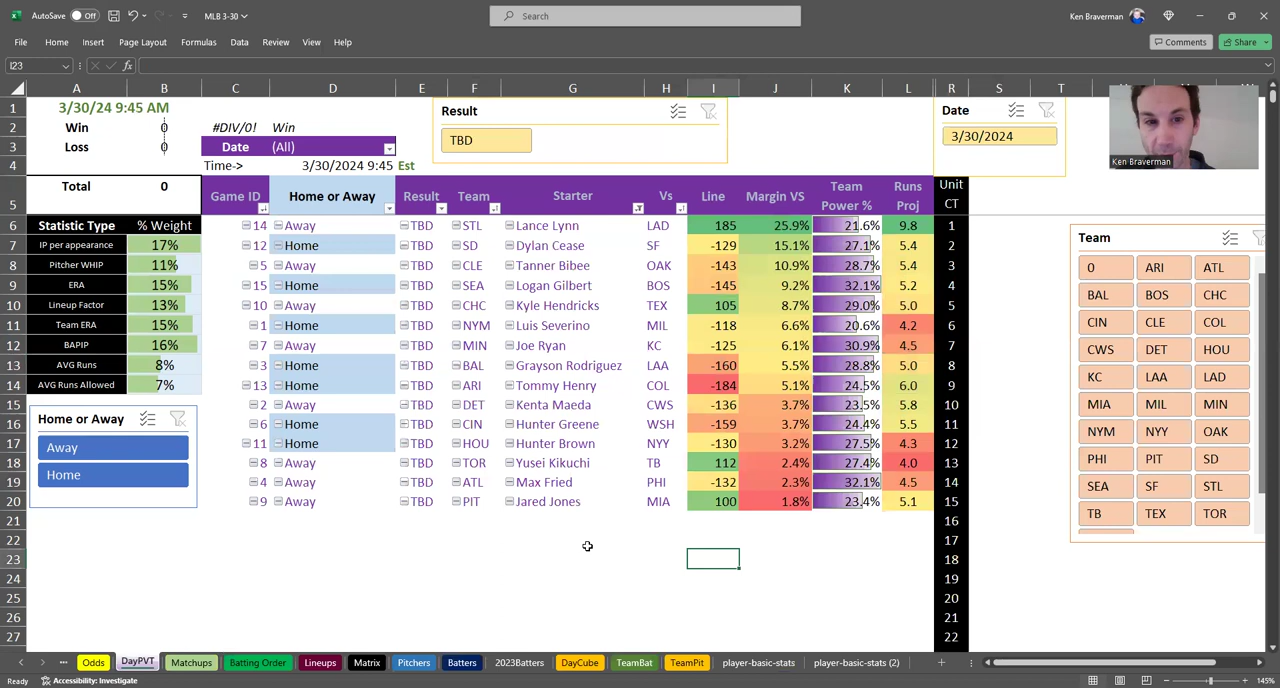 AutoSave Off MLB 3-30 Search Ken Braverman
File Home Insert Page Layout Formulas Data Review View Help Comments Share
I23 fx
A B C D E F G H I J K L R S T U
1 3/30/24 9:45 AM Result Date
2 Win 0 #DIV/0! Win
3 Loss 0 Date (All) TBD 3/30/2024
4 Time-> 3/30/2024 9:45 Est
Ken Braverman
5 Total 0 Game ID Home or Away Result Team Starter Vs Line Margin VS Team Power % Runs Proj Unit CT
6 Statistic Type % Weight 14 Away TBD STL Lance Lynn LAD 185 25.9% 21.6% 9.8 1
7 IP per appearance 17% 12 Home TBD SD Dylan Cease SF -129 15.1% 27.1% 5.4 2
8 Pitcher WHIP 11% 5 Away TBD CLE Tanner Bibee OAK -143 10.9% 28.7% 5.4 3
9 ERA 15% 15 Home TBD SEA Logan Gilbert BOS -145 9.2% 32.1% 5.2 4
10 Lineup Factor 13% 10 Away TBD CHC Kyle Hendricks TEX 105 8.7% 29.0% 5.0 5
11 Team ERA 15% 1 Home TBD NYM Luis Severino MIL -118 6.6% 20.6% 4.2 6
12 BAPIP 16% 7 Away TBD MIN Joe Ryan KC -125 6.1% 30.9% 4.5 7
13 AVG Runs 8% 3 Home TBD BAL Grayson Rodriguez LAA -160 5.5% 28.8% 5.0 8
14 AVG Runs Allowed 7% 13 Home TBD ARI Tommy Henry COL -184 5.1% 24.5% 6.0 9
15 2 Away TBD DET Kenta Maeda CWS -136 3.7% 23.5% 5.8 10
16 6 Home TBD CIN Hunter Greene WSH -159 3.7% 24.4% 5.5 11
17 11 Home TBD HOU Hunter Brown NYY -130 3.2% 27.5% 4.3 12
18 8 Away TBD TOR Yusei Kikuchi TB 112 2.4% 27.4% 4.0 13
19 4 Away TBD ATL Max Fried PHI -132 2.3% 32.1% 4.5 14
20 9 Away TBD PIT Jared Jones MIA 100 1.8% 23.4% 5.1 15
21 16
22 17
23 18
24 19
25 20
26 21
27 22
Home or Away
Away
Home
Team
0 ARI ATL
BAL BOS CHC
CIN CLE COL
CWS DET HOU
KC LAA LAD
MIA MIL MIN
NYM NYY OAK
PHI PIT SD
SEA SF STL
TB TEX TOR
Odds DayPVT Matchups Batting Order Lineups Matrix Pitchers Batters 2023Batters DayCube TeamBat TeamPit player-basic-stats player-basic-stats (2)
Ready Accessibility: Investigate 145%